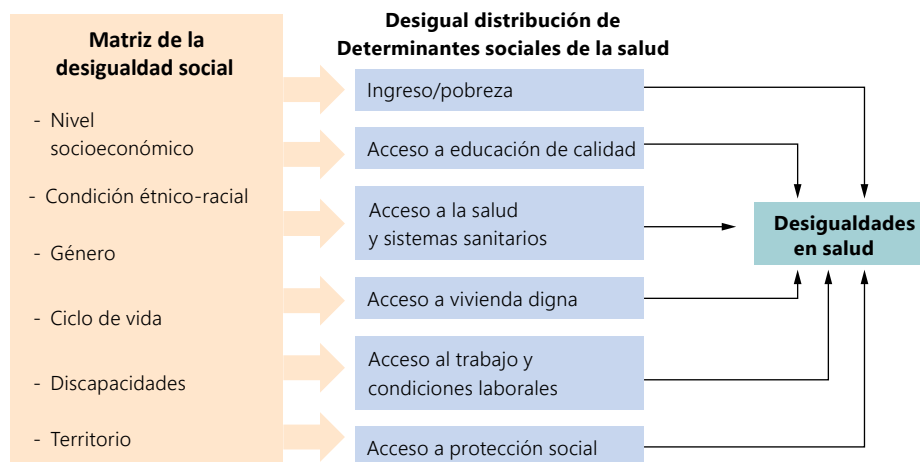 Matriz de la
desigualdad social
- Nivel
socioeconómico
- Condición étnico-racial
- Género
- Ciclo de vida
- Discapacidades
- Territorio
Desigual distribución de
Determinantes sociales de la salud
Ingreso/pobreza
Acceso a educación de calidad
Acceso a la salud
y sistemas sanitarios
Acceso a vivienda digna
Acceso al trabajo y
condiciones laborales
Acceso a protección social
Desigualdades
en salud